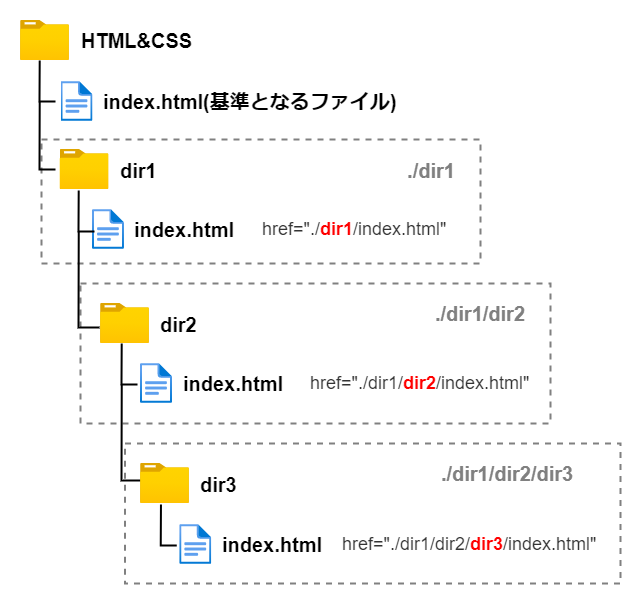 HTML&CSS
index.html(基準となるファイル)
dir1
./dir1
index.html
href="./dir1/index.html"
dir2
./dir1/dir2
index.html
href="./dir1/dir2/index.html"
dir3
./dir1/dir2/dir3
index.html
href="./dir1/dir2/dir3/index.html"